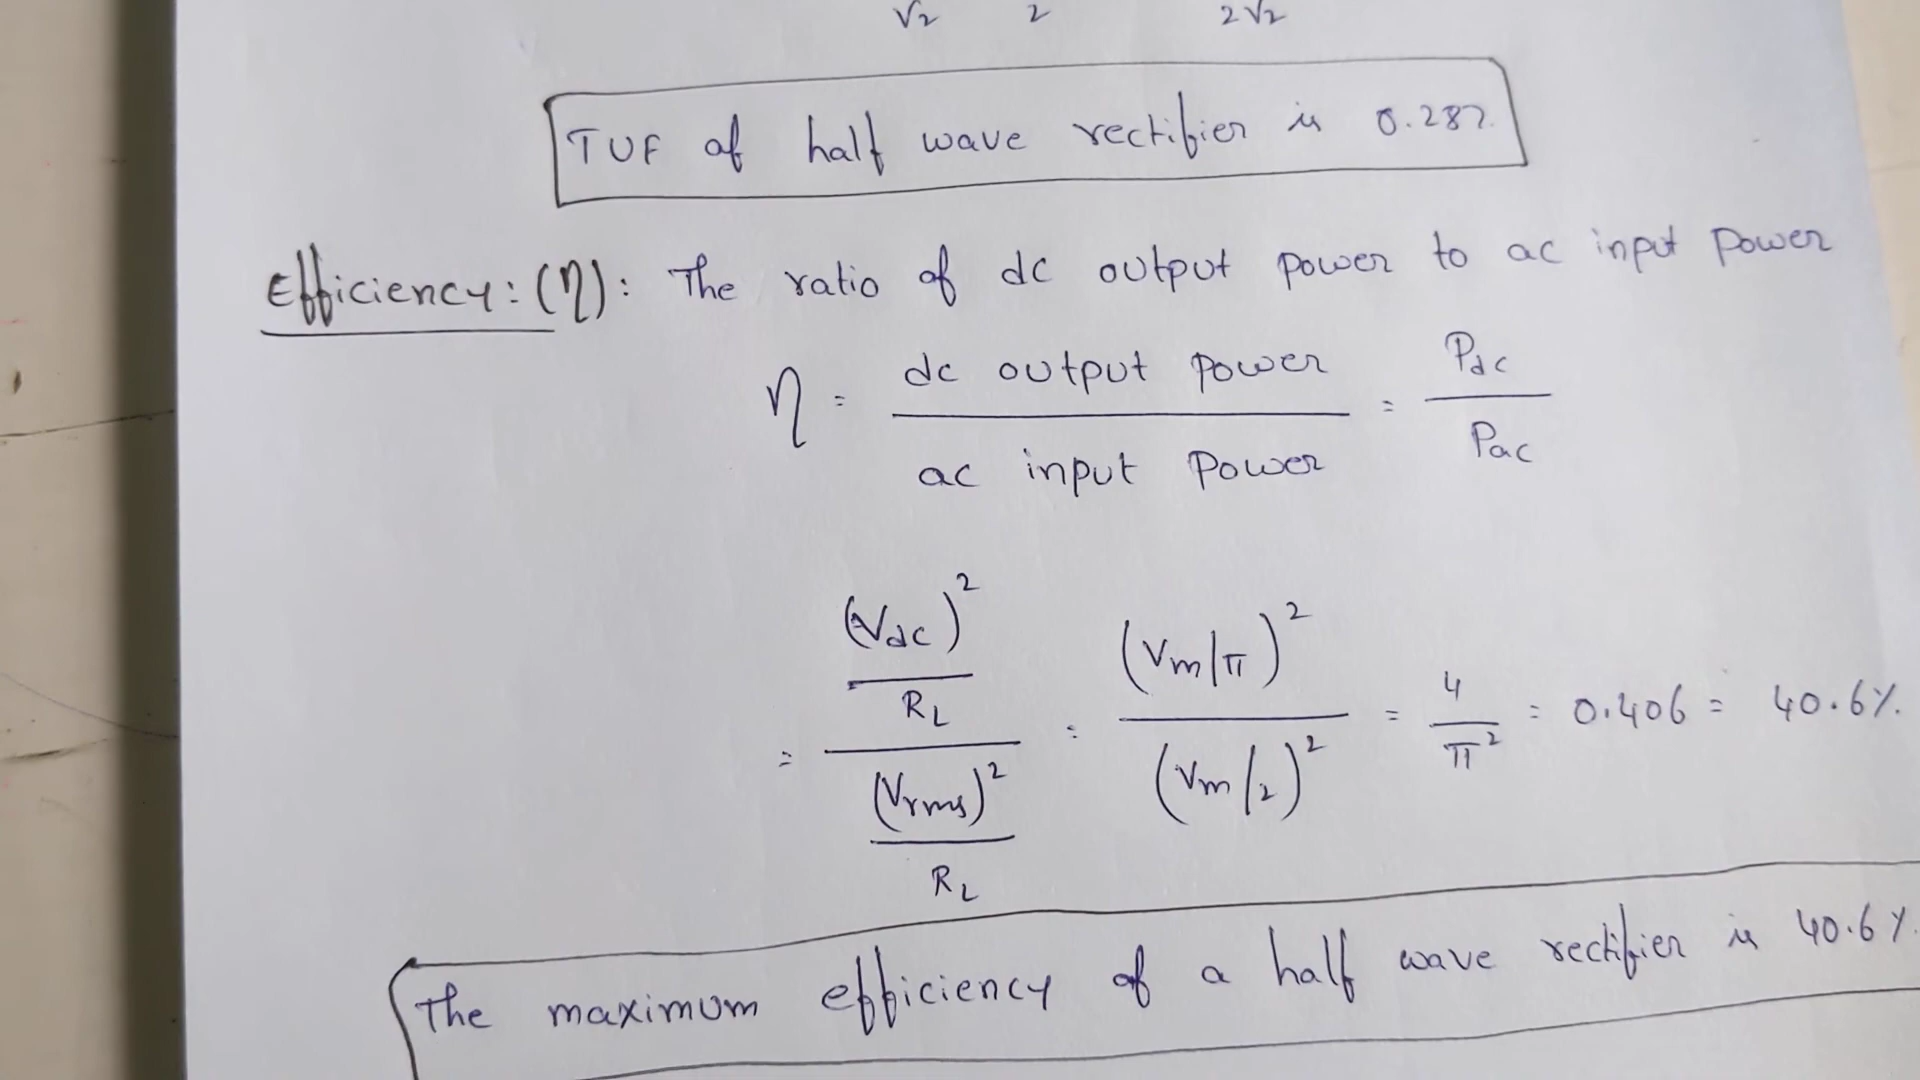 √2 2 2√2
TUF of half wave rectifier is 0.287.
Efficiency: (η): The ratio of dc output power to ac input power
η = dc output power / ac input power = Pdc / Pac
= ((Vdc)² / RL) / ((Vrms)² / RL) = (Vm/π)² / (Vm/2)² = 4 / π² = 0.406 = 40.6%.
The maximum efficiency of a half wave rectifier is 40.6%.